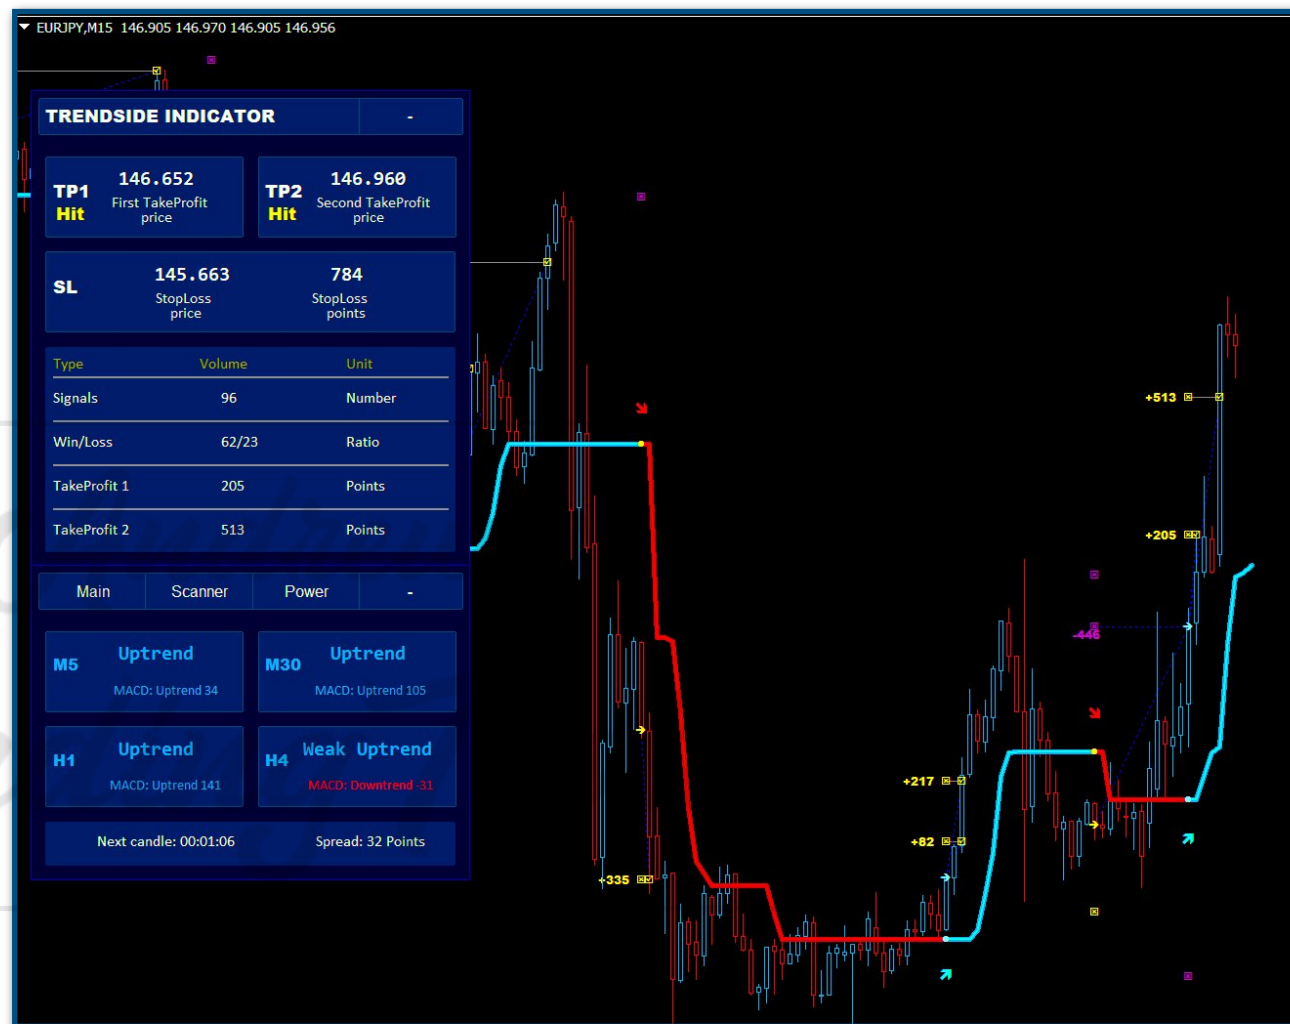 EURJPY,M15 146.905 146.970 146.905 146.956
TRENDSIDE INDICATOR -
TP1
Hit
146.652
First TakeProfit
price
TP2
Hit
146.960
Second TakeProfit
price
SL
145.663
StopLoss
price
784
StopLoss
points
Type Volume Unit
Signals 96 Number
Win/Loss 62/23 Ratio
TakeProfit 1 205 Points
TakeProfit 2 513 Points
Main Scanner Power -
M5
Uptrend
MACD: Uptrend 34
M30
Uptrend
MACD: Uptrend 105
H1
Uptrend
MACD: Uptrend 141
H4
Weak Uptrend
MACD: Downtrend -31
Next candle: 00:01:06 Spread: 32 Points
+335
+217
+82
-446
+513
+205